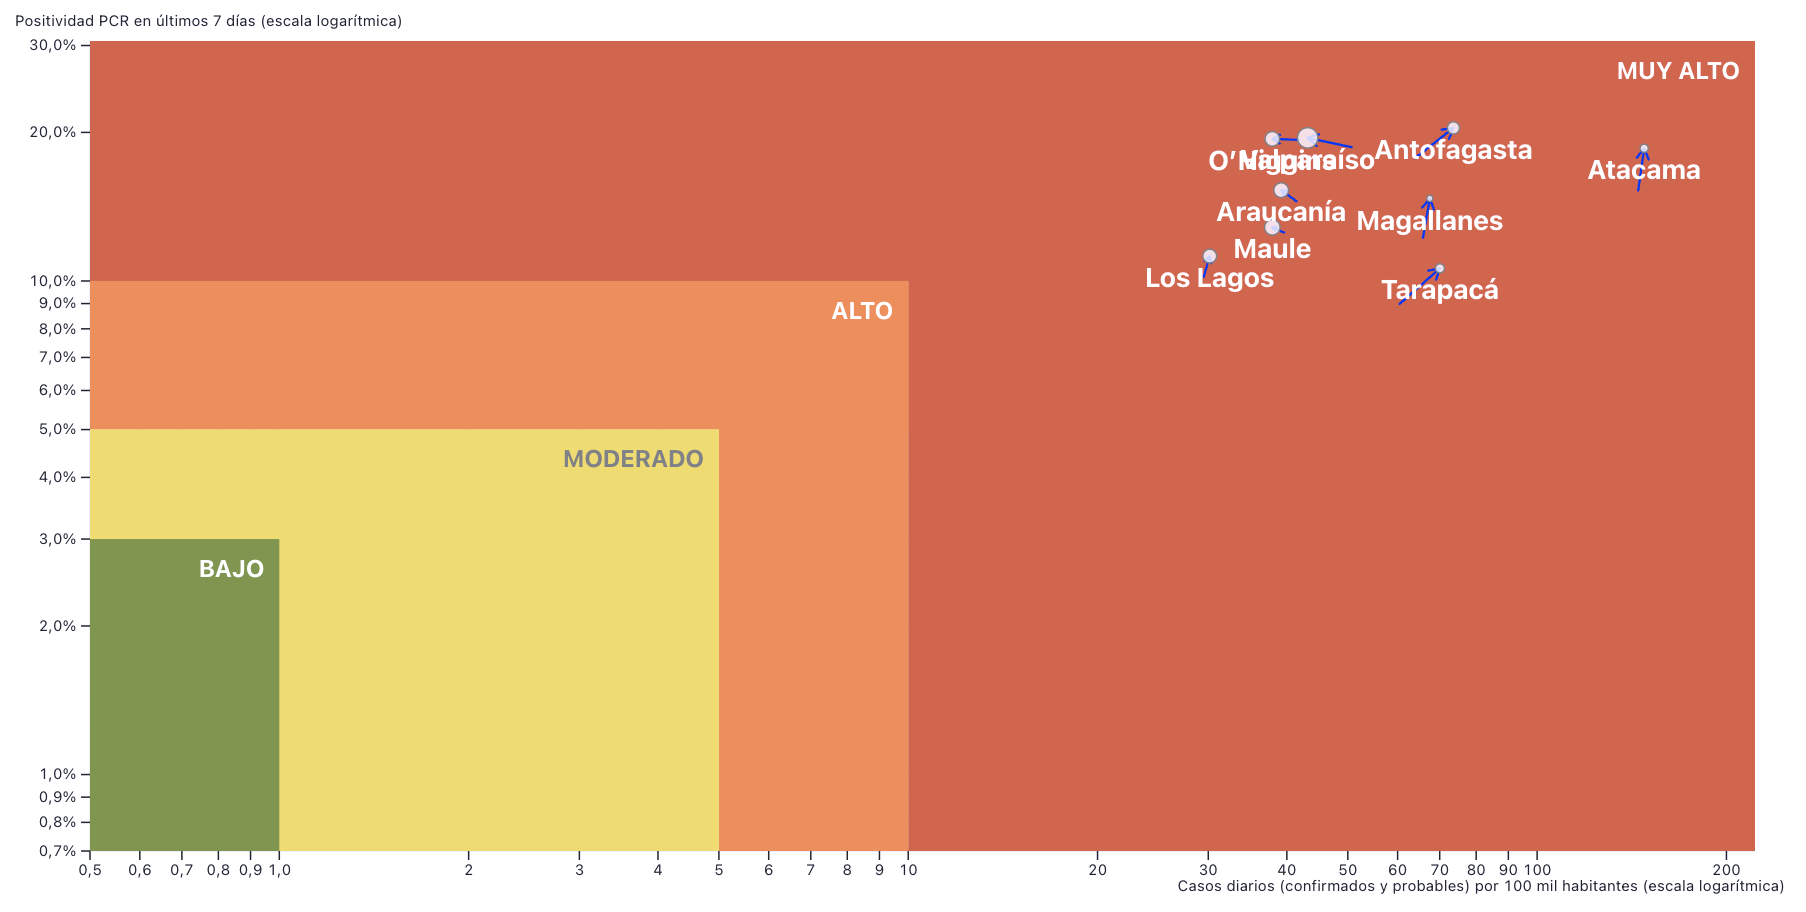 Positividad PCR en últimos 7 días (escala logarítmica)
30,0%
MUY ALTO
20,0%
O'Higgins
Valparaíso
Antofagasta
Atacama
Araucanía
Magallanes
Maule
Los Lagos
Tarapacá
10,0%
9,0%
ALTO
8,0%
7,0%
6,0%
5,0%
MODERADO
4,0%
3,0%
BAJO
2,0%
1,0%
0,9%
0,8%
0,7%
0,5 0,6 0,7 0,8 0,9 1,0 2 3 4 5 6 7 8 9 10 20 30 40 50 60 70 80 90 100 200
Casos diarios (confirmados y probables) por 100 mil habitantes (escala logarítmica)